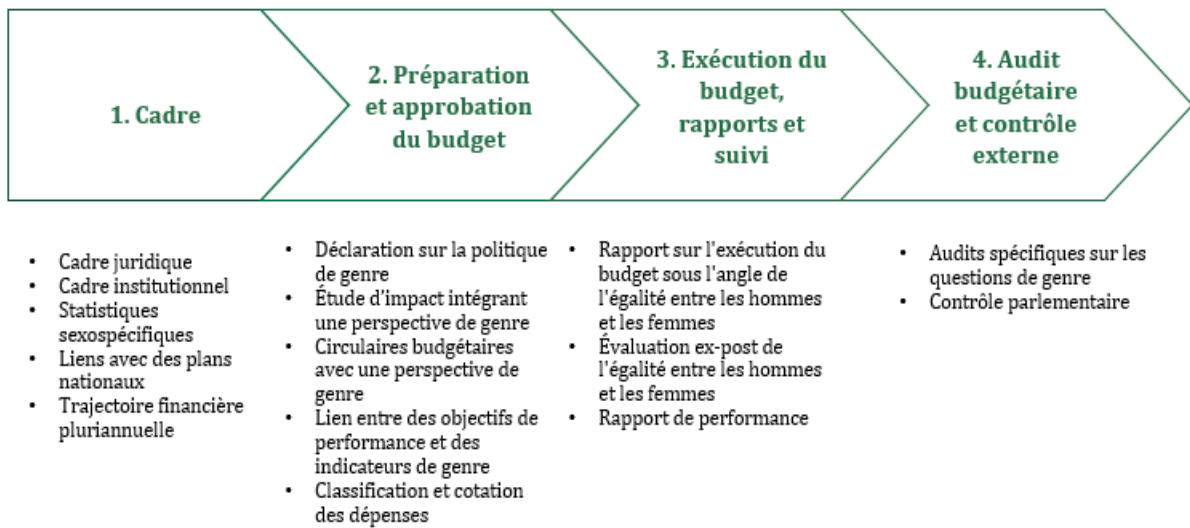 1. Cadre
2. Préparation
et approbation
du budget
3. Exécution du
budget,
rapports et
suivi
4. Audit
budgétaire
et contrôle
externe
• Cadre juridique
• Cadre institutionnel
• Statistiques
sexospécifiques
• Liens avec des plans
nationaux
• Trajectoire financière
pluriannuelle
• Déclaration sur la politique
de genre
• Étude d’impact intégrant
une perspective de genre
• Circulaires budgétaires
avec une perspective de
genre
• Lien entre des objectifs de
performance et des
indicateurs de genre
• Classification et cotation
des dépenses
• Rapport sur l'exécution du
budget sous l'angle de
l'égalité entre les hommes
et les femmes
• Évaluation ex-post de
l'égalité entre les hommes
et les femmes
• Rapport de performance
• Audits spécifiques sur les
questions de genre
• Contrôle parlementaire